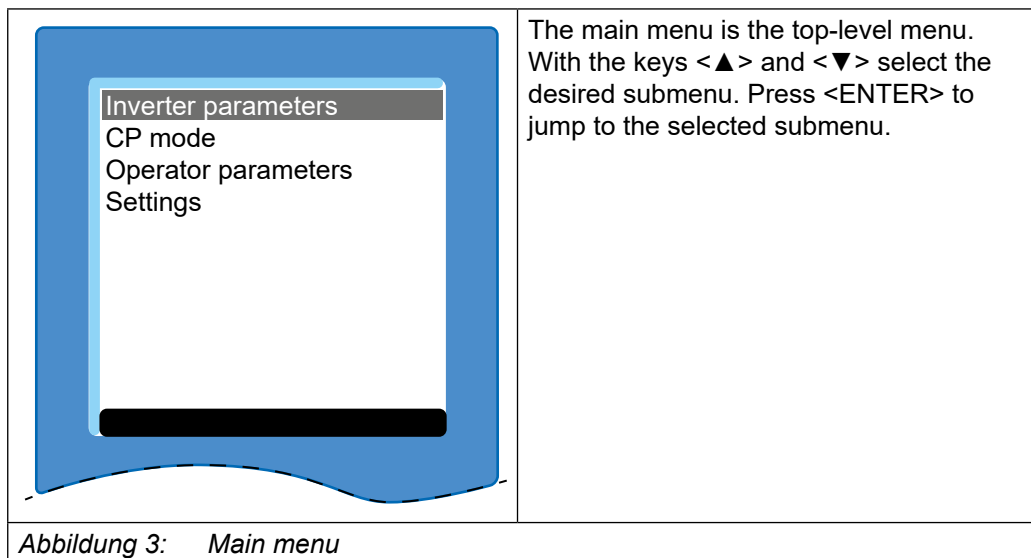 Inverter parameters
CP mode
Operator parameters
Settings
The main menu is the top-level menu.
With the keys <▲> and <▼> select the
desired submenu. Press <ENTER> to
jump to the selected submenu.
Abbildung 3: Main menu